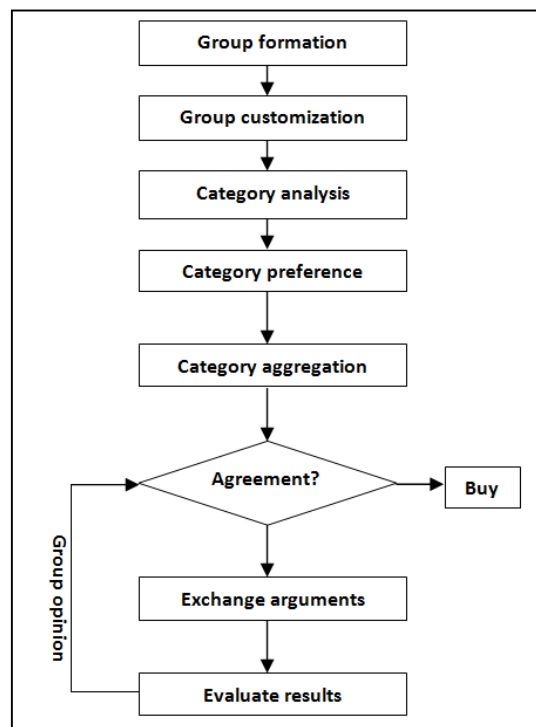 Group formation
Group customization
Category analysis
Category preference
Category aggregation
Agreement?
Buy
Group opinion
Exchange arguments
Evaluate results